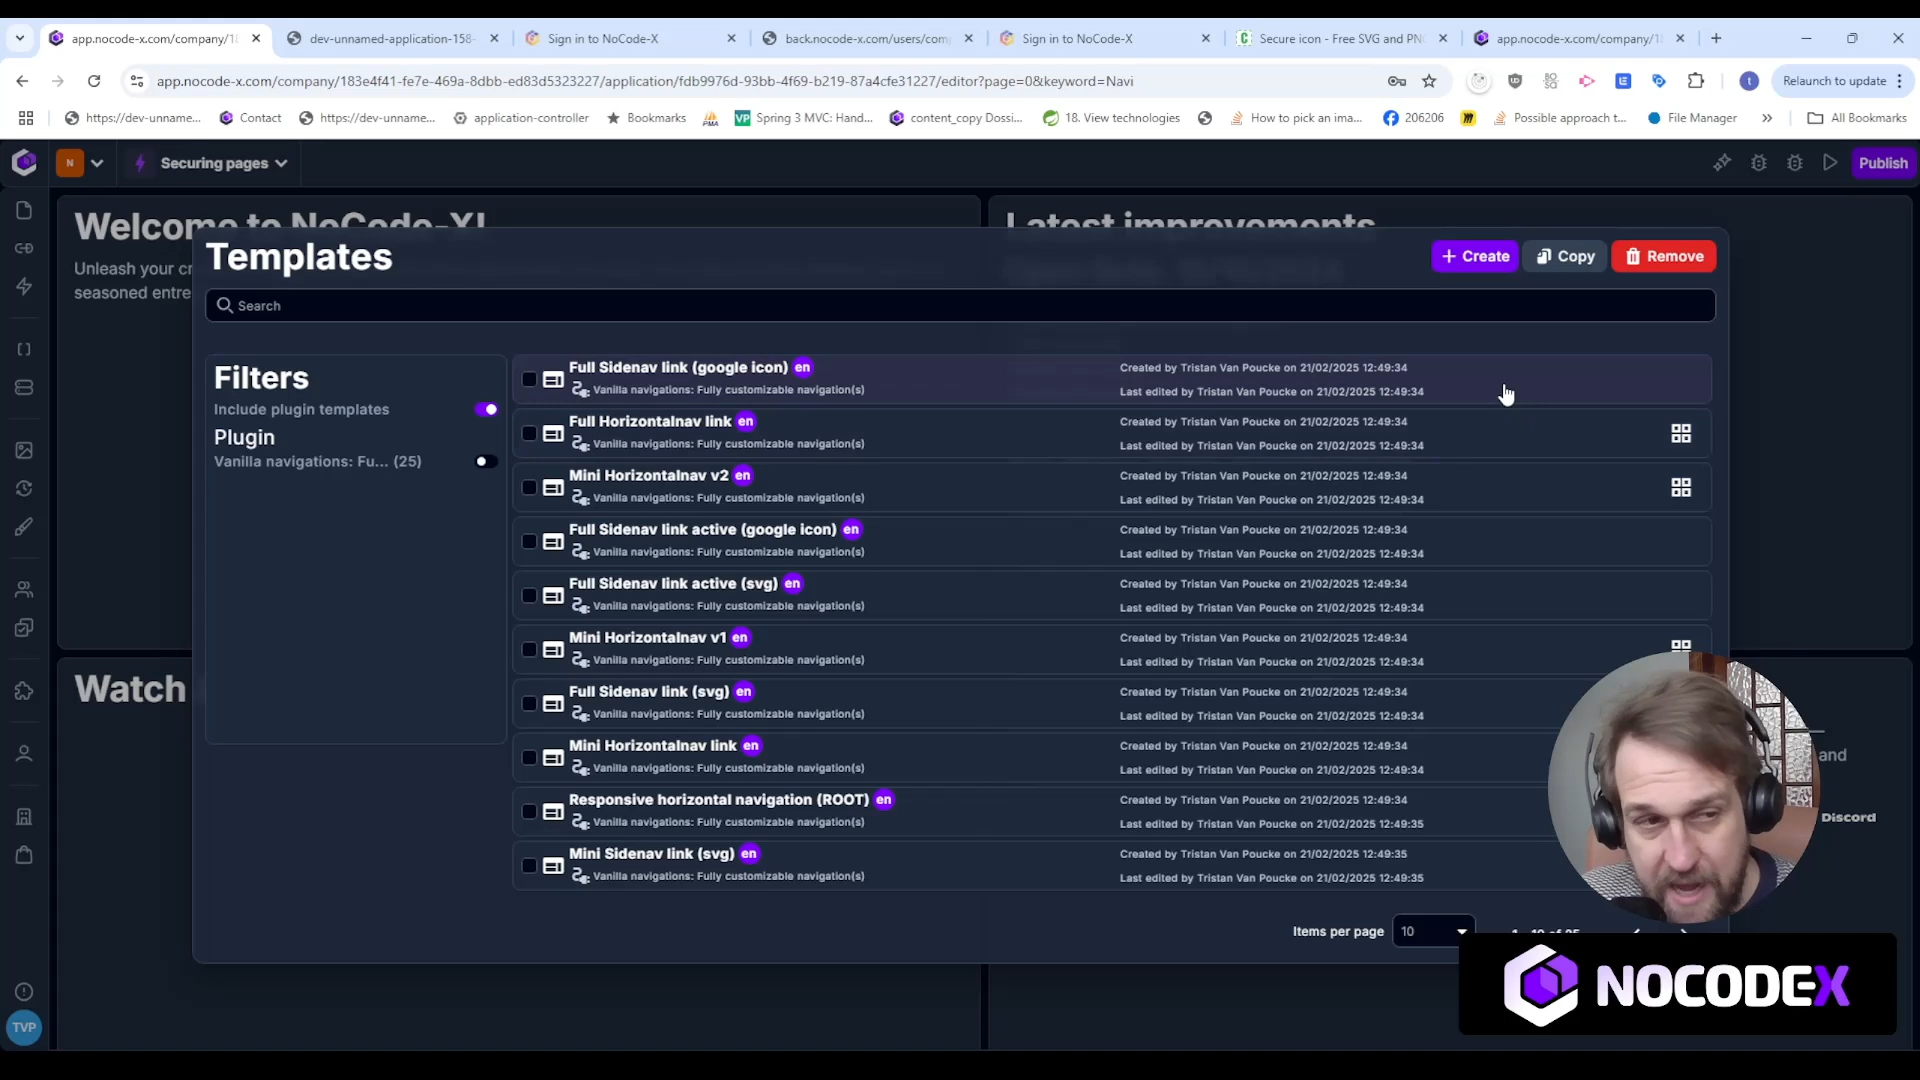 app.nocode-x.com/company/1
dev-unnamed-application-158
Sign in to NoCode-X
back.nocode-x.com/users/com
Sign in to NoCode-X
Secure icon - Free SVG and PN
app.nocode-x.com/company/1
app.nocode-x.com/company/183e4f41-fe7e-469a-8dbb-ed83d5323227/application/fdb9976d-93bb-4f69-b219-87a4cfe31227/editor?page=0&keyword=Navi
Relaunch to update
https://dev-unname...
Contact
https://dev-unname...
application-controller
Bookmarks
Spring 3 MVC: Hand...
content_copy Dossi...
18. View technologies
How to pick an ima...
206206
Possible approach t...
File Manager
All Bookmarks
N
Securing pages
Publish
Welcome to NoCode-X!
Latest improvements
Unleash your cr
seasoned entre
Templates
+ Create
Copy
Remove
Search
Filters
Include plugin templates
Plugin
Vanilla navigations: Fu... (25)
Full Sidenav link (google icon) en
Vanilla navigations: Fully customizable navigation(s)
Created by Tristan Van Poucke on 21/02/2025 12:49:34
Last edited by Tristan Van Poucke on 21/02/2025 12:49:34
Full Horizontalnav link en
Vanilla navigations: Fully customizable navigation(s)
Created by Tristan Van Poucke on 21/02/2025 12:49:34
Last edited by Tristan Van Poucke on 21/02/2025 12:49:34
Mini Horizontalnav v2 en
Vanilla navigations: Fully customizable navigation(s)
Created by Tristan Van Poucke on 21/02/2025 12:49:34
Last edited by Tristan Van Poucke on 21/02/2025 12:49:34
Full Sidenav link active (google icon) en
Vanilla navigations: Fully customizable navigation(s)
Created by Tristan Van Poucke on 21/02/2025 12:49:34
Last edited by Tristan Van Poucke on 21/02/2025 12:49:34
Full Sidenav link active (svg) en
Vanilla navigations: Fully customizable navigation(s)
Created by Tristan Van Poucke on 21/02/2025 12:49:34
Last edited by Tristan Van Poucke on 21/02/2025 12:49:34
Mini Horizontalnav v1 en
Vanilla navigations: Fully customizable navigation(s)
Created by Tristan Van Poucke on 21/02/2025 12:49:34
Last edited by Tristan Van Poucke on 21/02/2025 12:49:34
Full Sidenav link (svg) en
Vanilla navigations: Fully customizable navigation(s)
Created by Tristan Van Poucke on 21/02/2025 12:49:34
Last edited by Tristan Van Poucke on 21/02/2025 12:49:34
Mini Horizontalnav link en
Vanilla navigations: Fully customizable navigation(s)
Created by Tristan Van Poucke on 21/02/2025 12:49:34
Last edited by Tristan Van Poucke on 21/02/2025 12:49:34
Responsive horizontal navigation (ROOT) en
Vanilla navigations: Fully customizable navigation(s)
Created by Tristan Van Poucke on 21/02/2025 12:49:34
Last edited by Tristan Van Poucke on 21/02/2025 12:49:35
Mini Sidenav link (svg) en
Vanilla navigations: Fully customizable navigation(s)
Created by Tristan Van Poucke on 21/02/2025 12:49:35
Last edited by Tristan Van Poucke on 21/02/2025 12:49:35
Watch
and
Discord
Items per page
10
1 - 10 of 25
NOCODEX
TVP